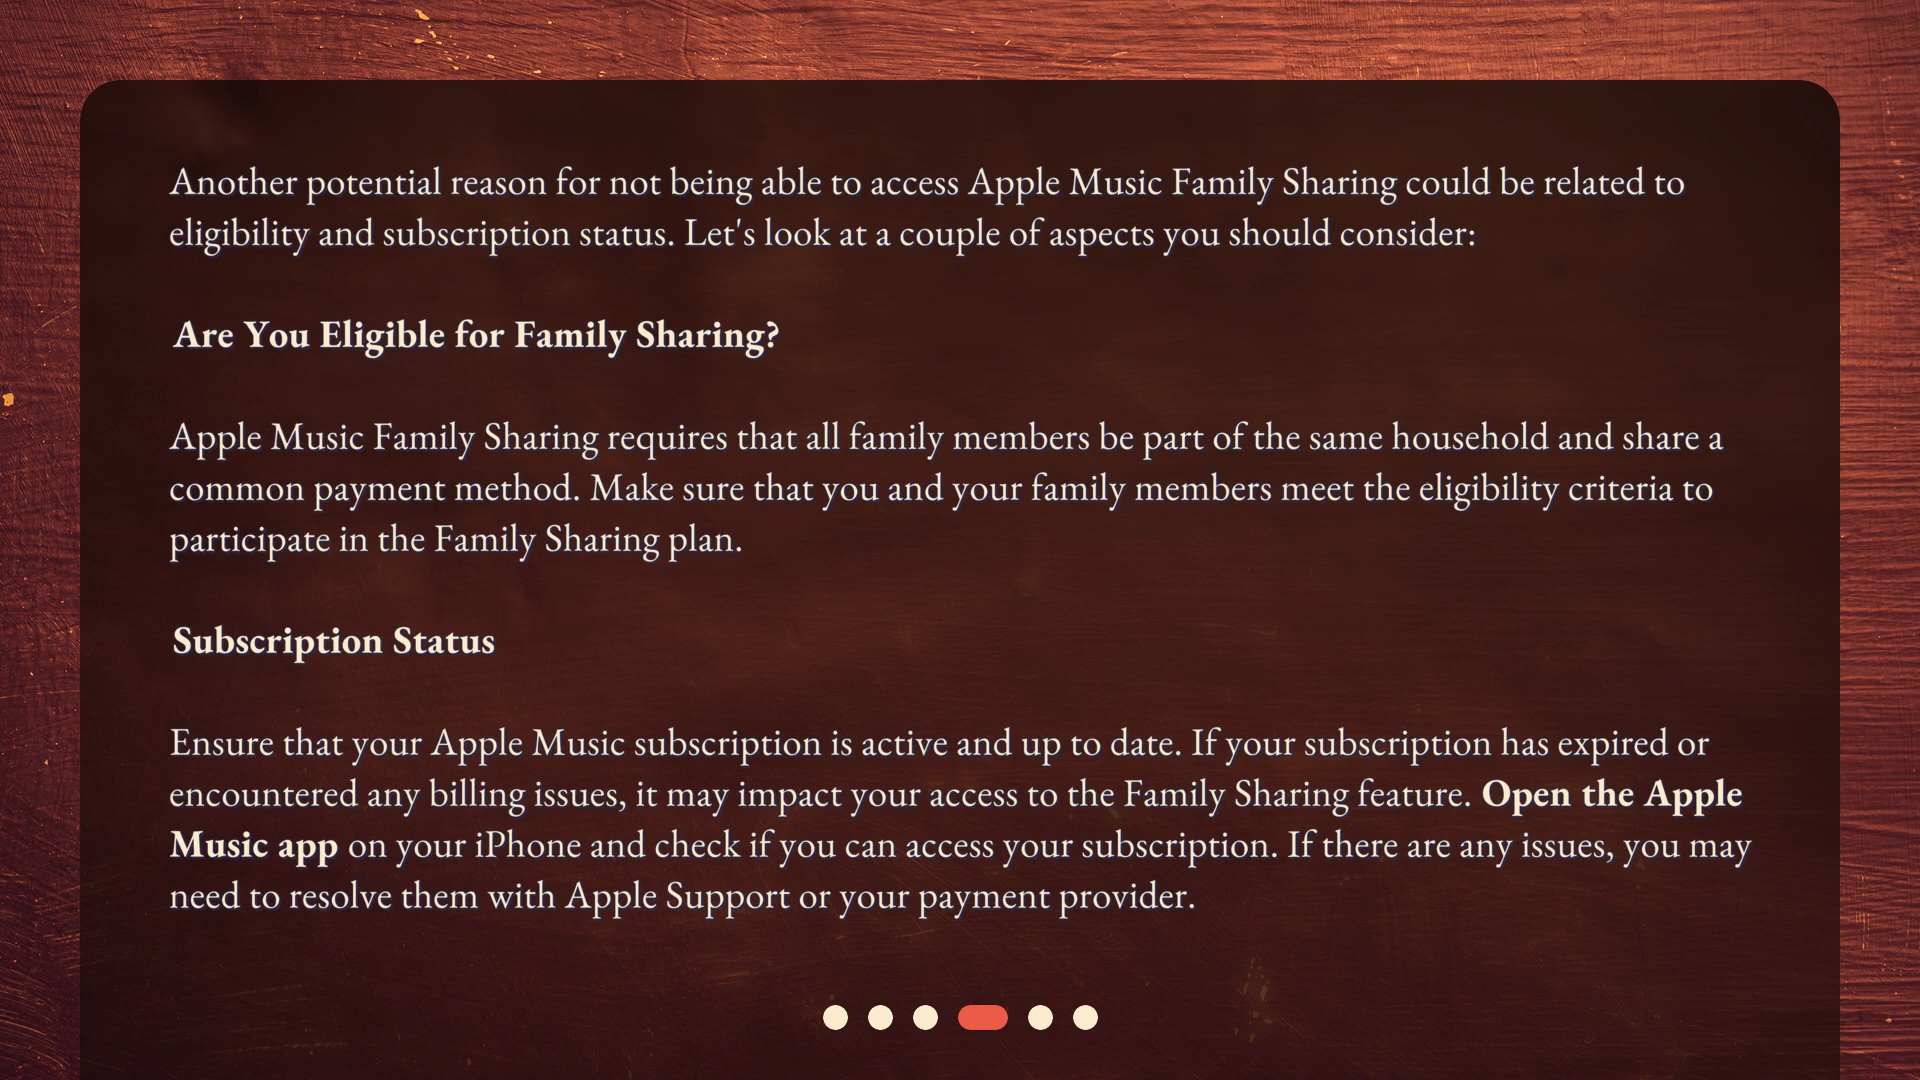 Another potential reason for not being able to access Apple Music Family Sharing could be related to
eligibility and subscription status. Let's look at a couple of aspects you should consider:
Are You Eligible for Family Sharing?
Apple Music Family Sharing requires that all family members be part of the same household and share a
common payment method. Make sure that you and your family members meet the eligibility criteria to
participate in the Family Sharing plan.
Subscription Status
Ensure that your Apple Music subscription is active and up to date. If your subscription has expired or
encountered any billing issues, it may impact your access to the Family Sharing feature. Open the Apple
Music app on your iPhone and check if you can access your subscription. If there are any issues, you may
need to resolve them with Apple Support or your payment provider.